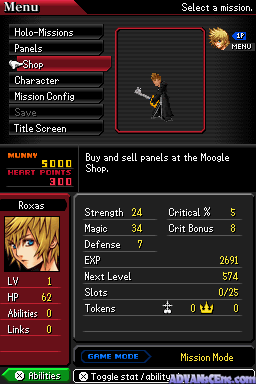 Menu
Select a mission.
Holo-Missions
Panels
Shop
Character
Mission Config
Save
Title Screen
1P
MENU
MUNNY 5000
HEART POINTS 300
Buy and sell panels at the Moogle
Shop.
Roxas
LV 1
HP 62
Abilities 0
Links 0
Strength 24 Critical % 5
Magic 34 Crit Bonus 8
Defense 7
EXP 2691
Next Level 574
Slots 0/25
Tokens 0 0
GAME MODE Mission Mode
X Abilities
X Toggle stat/ability
ADVANsCEne.com